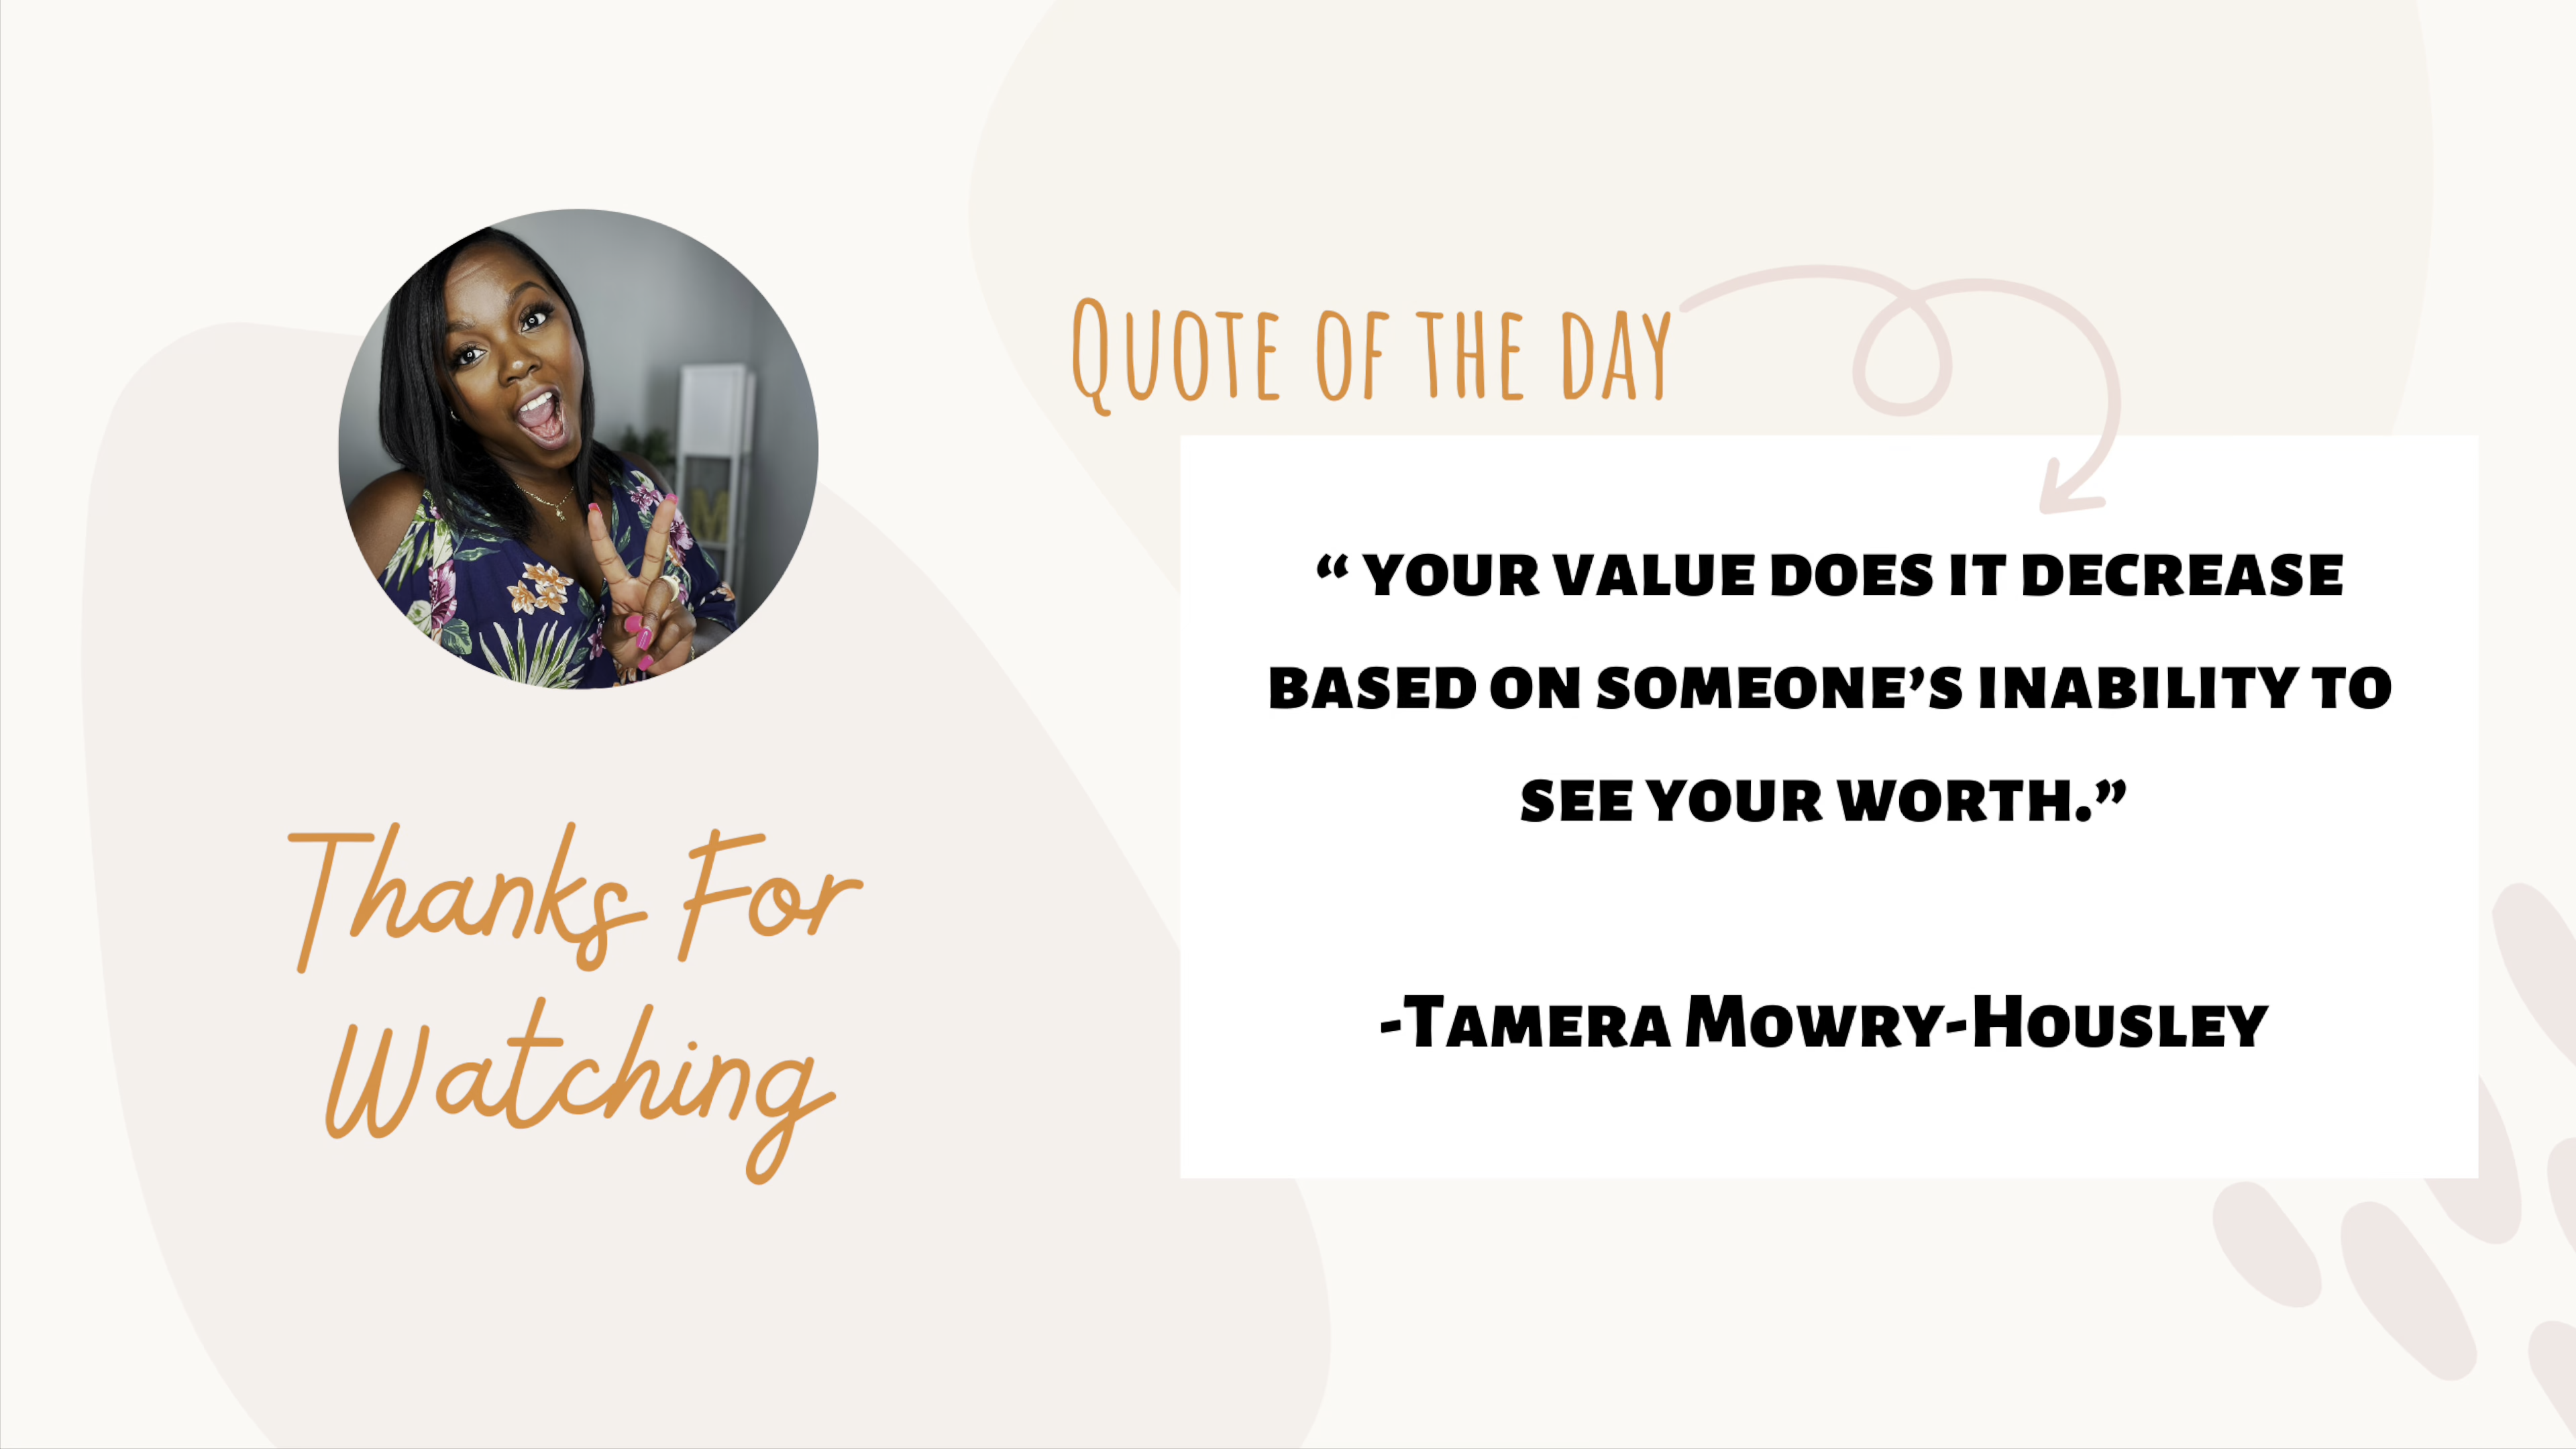 Thanks For
Watching
Quote of the day
“ your value does it decrease
based on someone’s inability to
see your worth.”
-Tamera Mowry-Housley